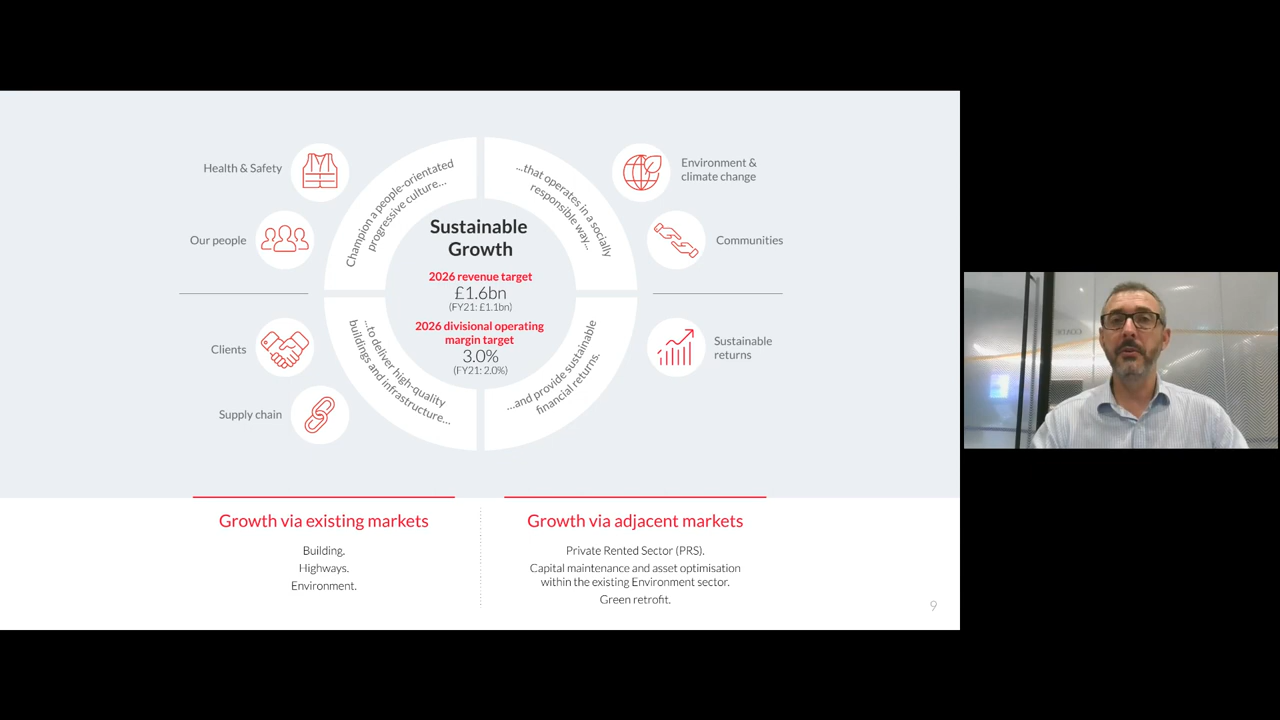 Health & Safety
Our people
Clients
Supply chain
Champion a people-orientated
progressive culture...
...that operates in a socially
responsible way...
...to deliver high-quality
buildings and infrastructure...
...and provide sustainable
financial returns.
Sustainable
Growth
2026 revenue target
£1.6bn
(FY21: £1.1bn)
2026 divisional operating
margin target
3.0%
(FY21: 2.0%)
Environment &
climate change
Communities
Sustainable
returns
Growth via existing markets
Building.
Highways.
Environment.
Growth via adjacent markets
Private Rented Sector (PRS).
Capital maintenance and asset optimisation
within the existing Environment sector.
Green retrofit.
9